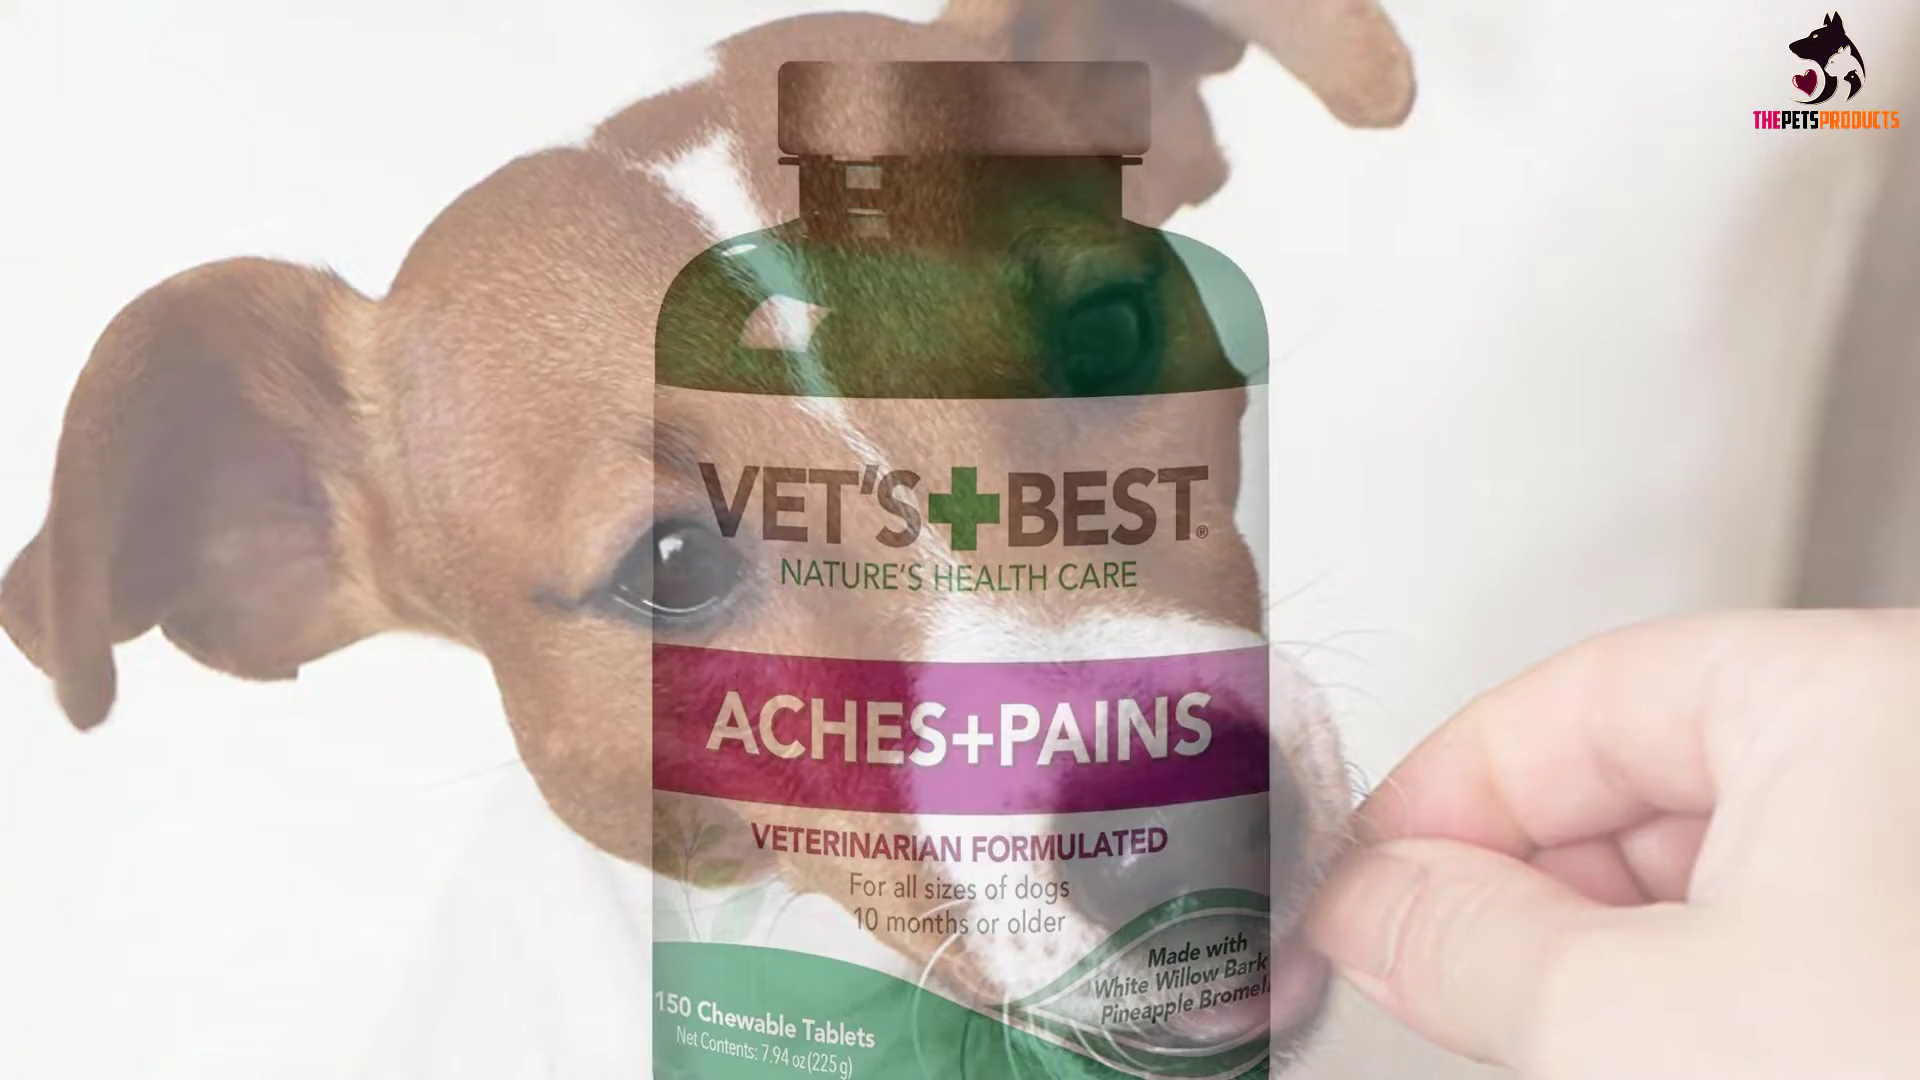 THEPETSPRODUCTS
VET'S BEST®
NATURE'S HEALTH CARE
ACHES+PAINS
VETERINARIAN FORMULATED
For all sizes of dogs
10 months or older
Made with
White Willow Bark
Pineapple
150 Chewable Tablets
Net Contents: 7.94 oz (225 g)